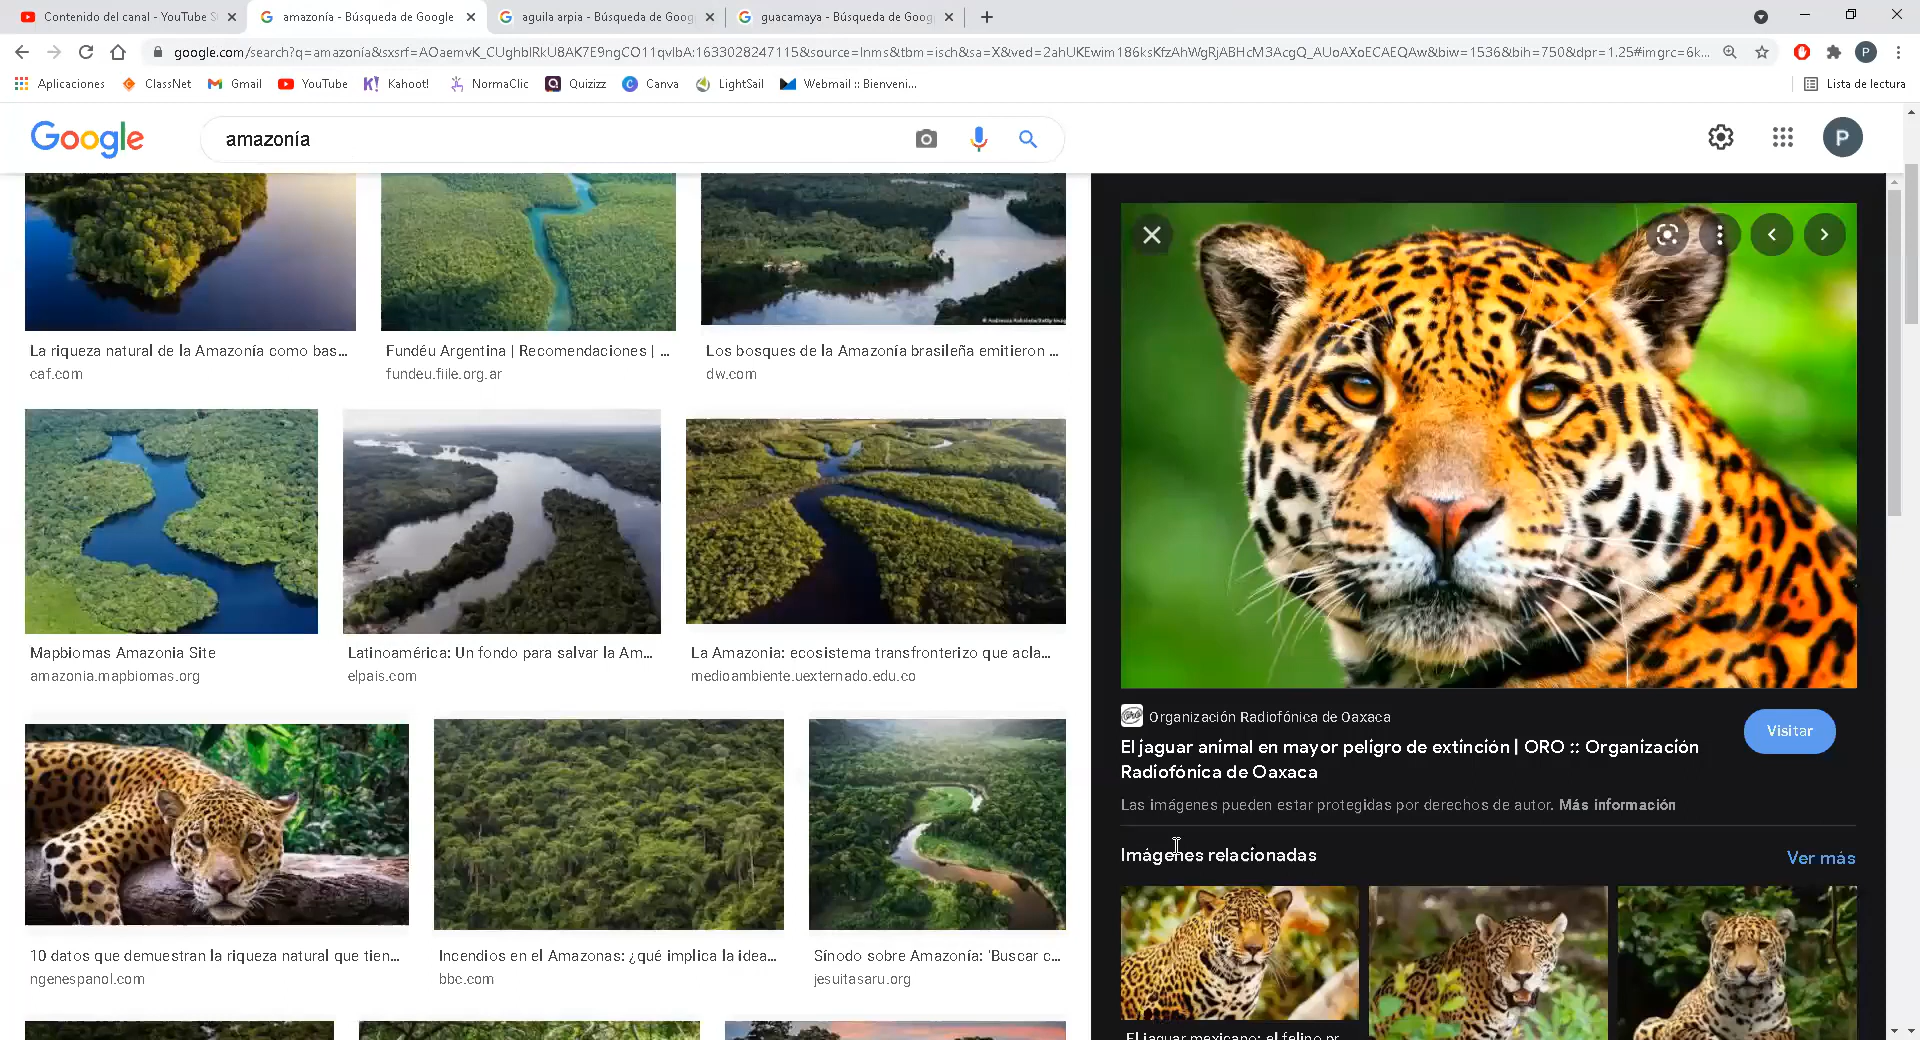 Contenido del canal - YouTube S
amazonía - Búsqueda de Google
aguila arpia - Búsqueda de Goog
guacamaya - Búsqueda de Goog
google.com/search?q=amazonía&sxsrf=AOaemvK_CUghbIRkU8AK7E9ngCO11qvlbA:1633028247115&source=lnms&tbm=isch&sa=X&ved=2ahUKEwim186ksKfzAhWgRjABHcM3AcgQ_AUoAXoECAEQAw&biw=1536&bih=750&dpr=1.25#imgrc=6k...
P
Aplicaciones
ClassNet
Gmail
YouTube
Kahoot!
NormaClic
Quizizz
Canva
LightSail
Webmail :: Bienveni...
Lista de lectura
Google
amazonía
P
La riqueza natural de la Amazonía como bas...
caf.com
Fundéu Argentina | Recomendaciones | ...
fundeu.fiile.org.ar
Los bosques de la Amazonía brasileña emitieron ...
dw.com
Mapbiomas Amazonia Site
amazonia.mapbiomas.org
Latinoamérica: Un fondo para salvar la Am...
elpais.com
La Amazonia: ecosistema transfronterizo que acla...
medioambiente.uexternado.edu.co
10 datos que demuestran la riqueza natural que tien...
ngenespanol.com
Incendios en el Amazonas: ¿qué implica la idea...
bbc.com
Sínodo sobre Amazonía: 'Buscar c...
jesuitasaru.org
Organización Radiofónica de Oaxaca
El jaguar animal en mayor peligro de extinción | ORO :: Organización
Radiofónica de Oaxaca
Visitar
Las imágenes pueden estar protegidas por derechos de autor. Más información
Imágenes relacionadas
Ver más
El jaguar mexicano: el felino pr...